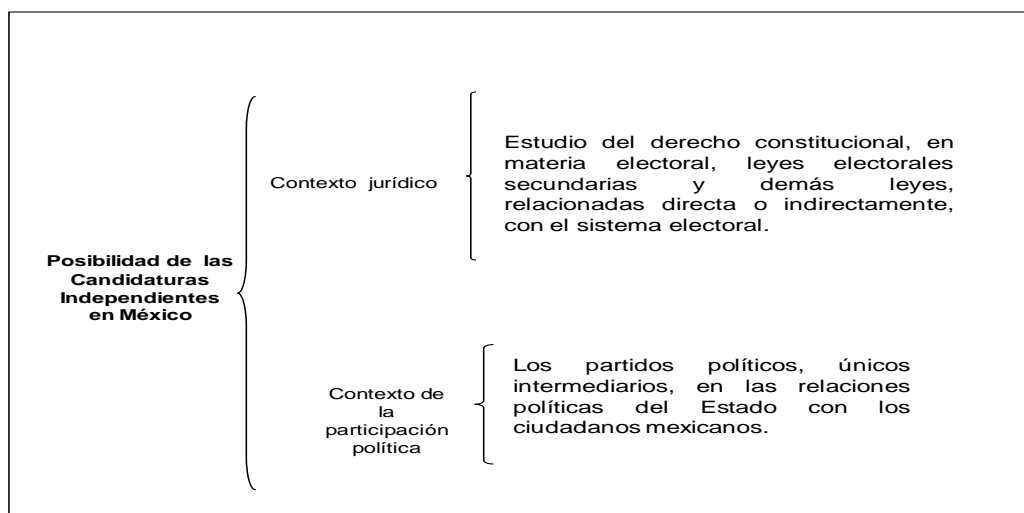 Posibilidad de las
Candidaturas
Independientes
en México
Contexto jurídico
Estudio del derecho constitucional, en
materia electoral, leyes electorales
secundarias y demás leyes,
relacionadas directa o indirectamente,
con el sistema electoral.
Contexto de
la
participación
política
Los partidos políticos, únicos
intermediarios, en las relaciones
políticas del Estado con los
ciudadanos mexicanos.